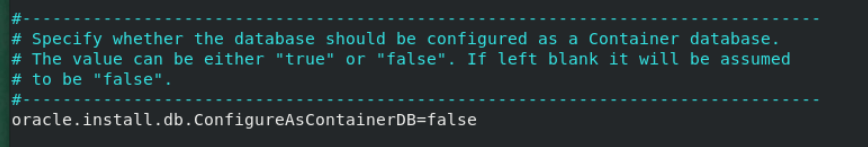 #-------------------------------------------------------------------------------
# Specify whether the database should be configured as a Container database.
# The value can be either "true" or "false". If left blank it will be assumed
# to be "false".
#-------------------------------------------------------------------------------
oracle.install.db.ConfigureAsContainerDB=false